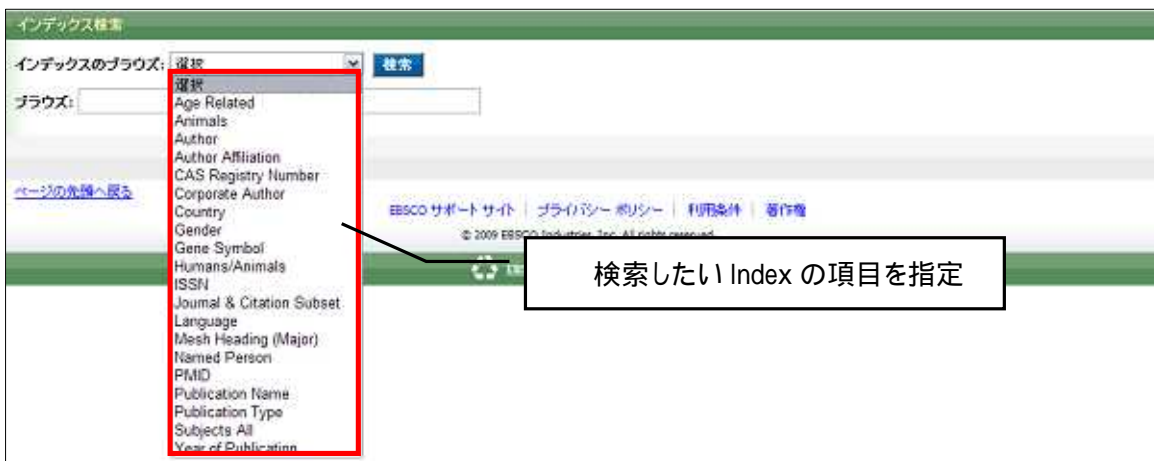 インデックス検索
インデックスのブラウズ: 選択 検索
ブラウズ:
選択
Age Related
Animals
Author
Author Affiliation
CAS Registry Number
Corporate Author
Country
Gender
Gene Symbol
Humans/Animals
ISSN
Journal & Citation Subset
Language
Mesh Heading (Major)
Named Person
PMID
Publication Name
Publication Type
Subjects All
Year of Publication
ページの先頭へ戻る
EBSCO サポート サイト | プライバシー ポリシー | 利用条件 | 著作権
© 2009 EBSCO Industries, Inc. All rights reserved.
検索したい Index の項目を指定